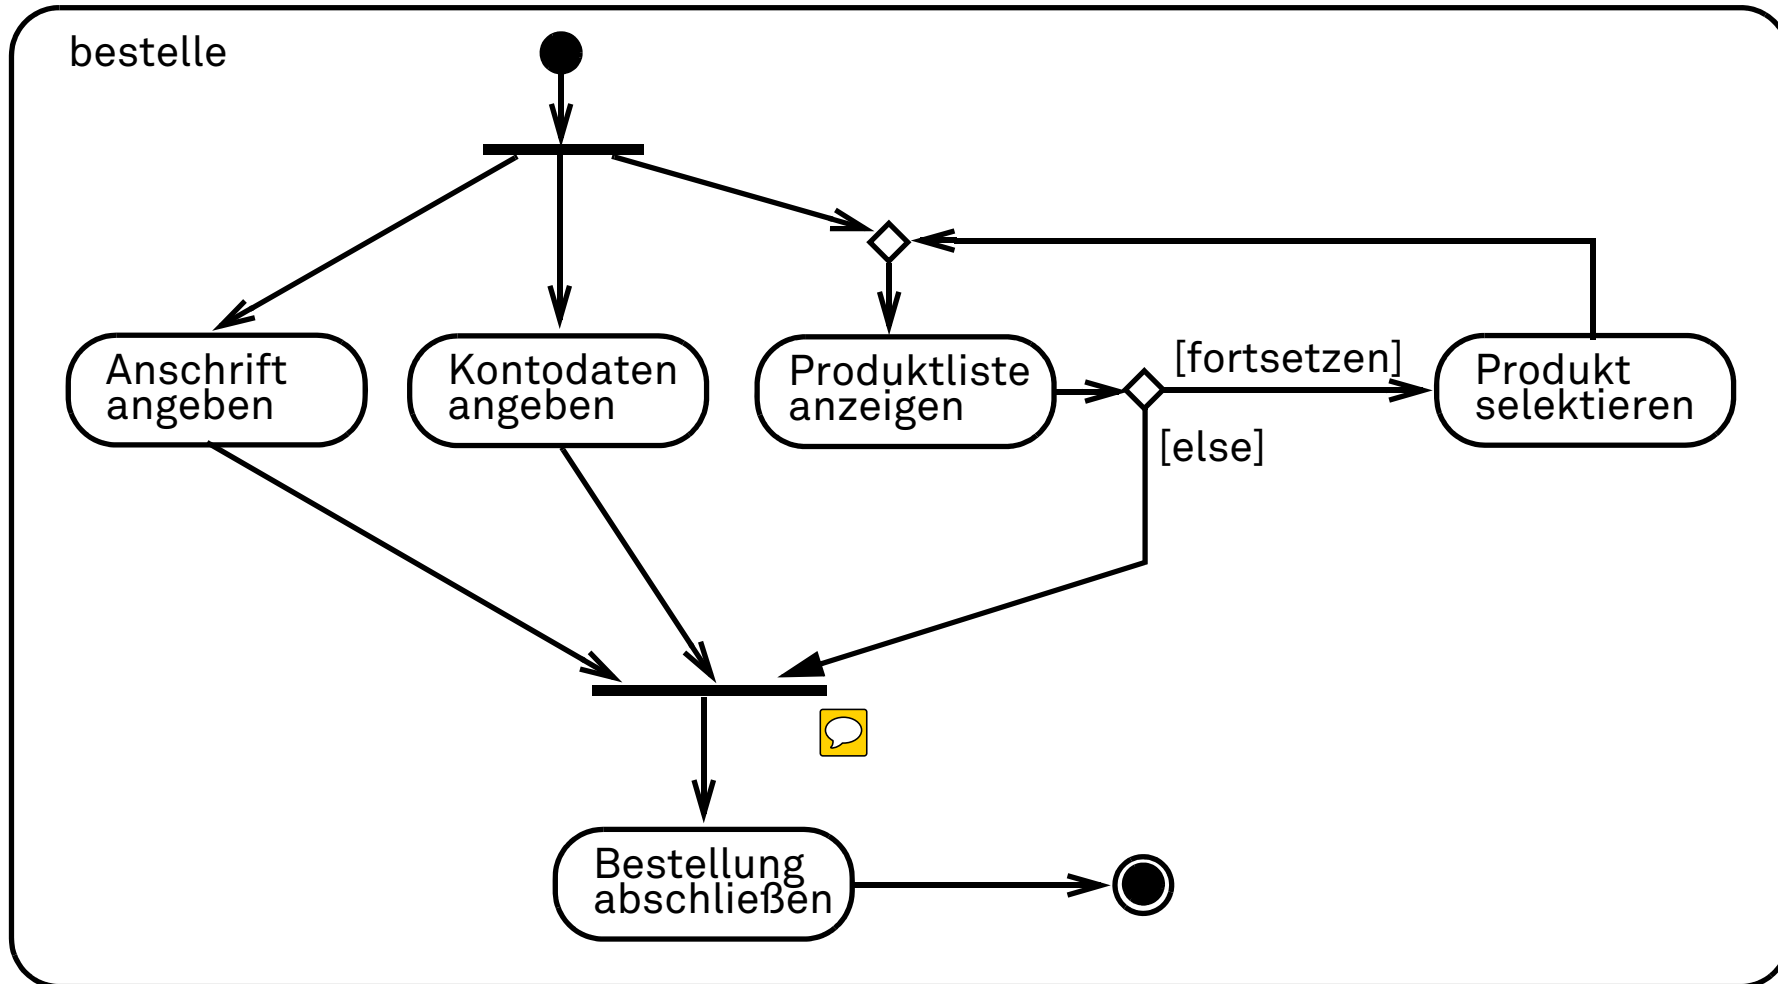 bestelle
Anschrift
angeben
Kontodaten
angeben
Produktliste
anzeigen
[fortsetzen]
[else]
Produkt
selektieren
Bestellung
abschließen